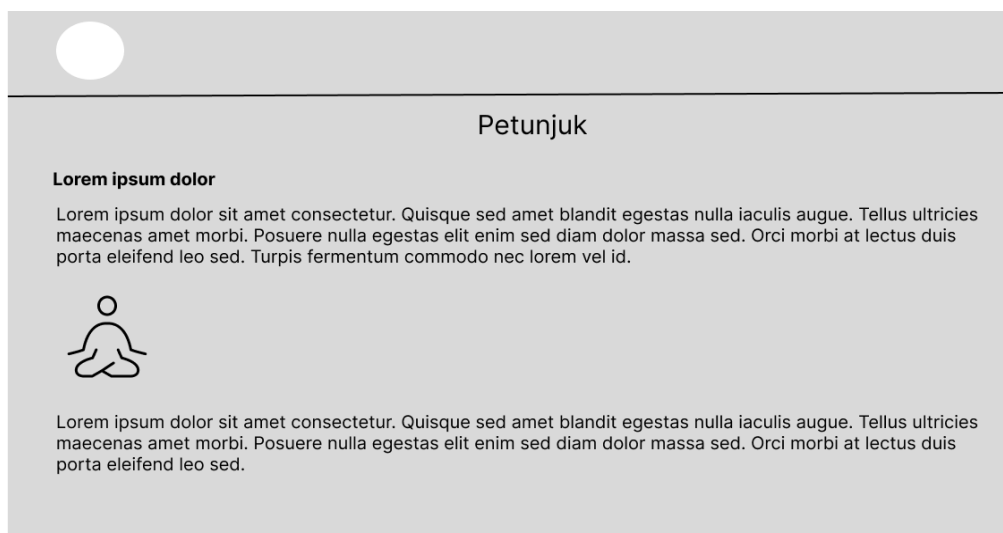 Petunjuk
Lorem ipsum dolor
Lorem ipsum dolor sit amet consectetur. Quisque sed amet blandit egestas nulla iaculis augue. Tellus ultricies
maecenas amet morbi. Posuere nulla egestas elit enim sed diam dolor massa sed. Orci morbi at lectus duis
porta eleifend leo sed. Turpis fermentum commodo nec lorem vel id.
Lorem ipsum dolor sit amet consectetur. Quisque sed amet blandit egestas nulla iaculis augue. Tellus ultricies
maecenas amet morbi. Posuere nulla egestas elit enim sed diam dolor massa sed. Orci morbi at lectus duis
porta eleifend leo sed.